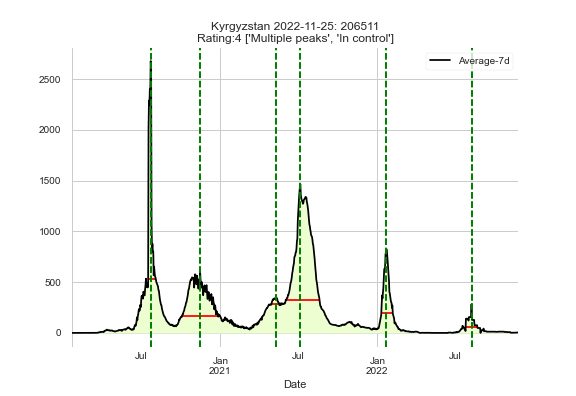 Kyrgyzstan 2022-11-25: 206511
Rating:4 ['Multiple peaks', 'In control']
Average-7d
2500
2000
1500
1000
500
0
Jul
Jan
2021
Jul
Jan
2022
Jul
Date